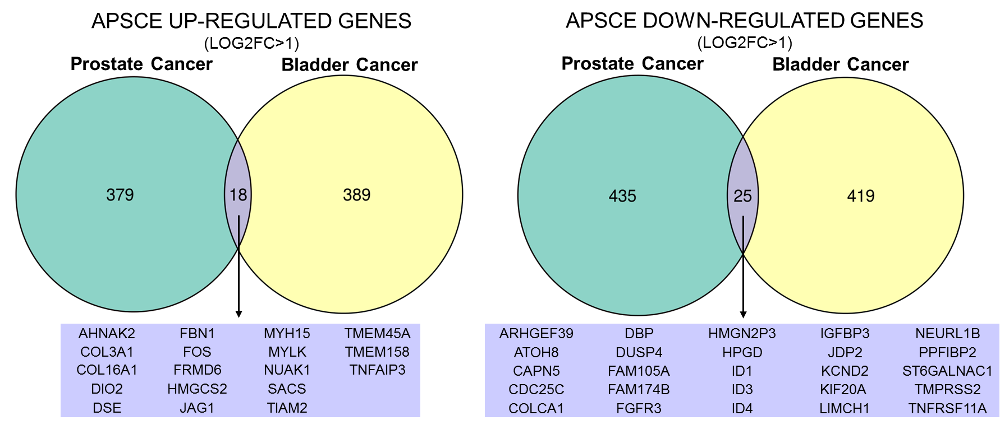 APSCE UP-REGULATED GENES
(LOG2FC>1)
Prostate Cancer Bladder Cancer
379 18 389
AHNAK2 FBN1 MYH15 TMEM45A
COL3A1 FOS MYLK TMEM158
COL16A1 FRMD6 NUAK1 TNFAIP3
DIO2 HMGCS2 SACS
DSE JAG1 TIAM2
APSCE DOWN-REGULATED GENES
(LOG2FC>1)
Prostate Cancer Bladder Cancer
435 25 419
ARHGEF39 DBP HMGN2P3 IGFBP3 NEURL1B
ATOH8 DUSP4 HPGD JDP2 PPFIBP2
CAPN5 FAM105A ID1 KCND2 ST6GALNAC1
CDC25C FAM174B ID3 KIF20A TMPRSS2
COLCA1 FGFR3 ID4 LIMCH1 TNFRSF11A